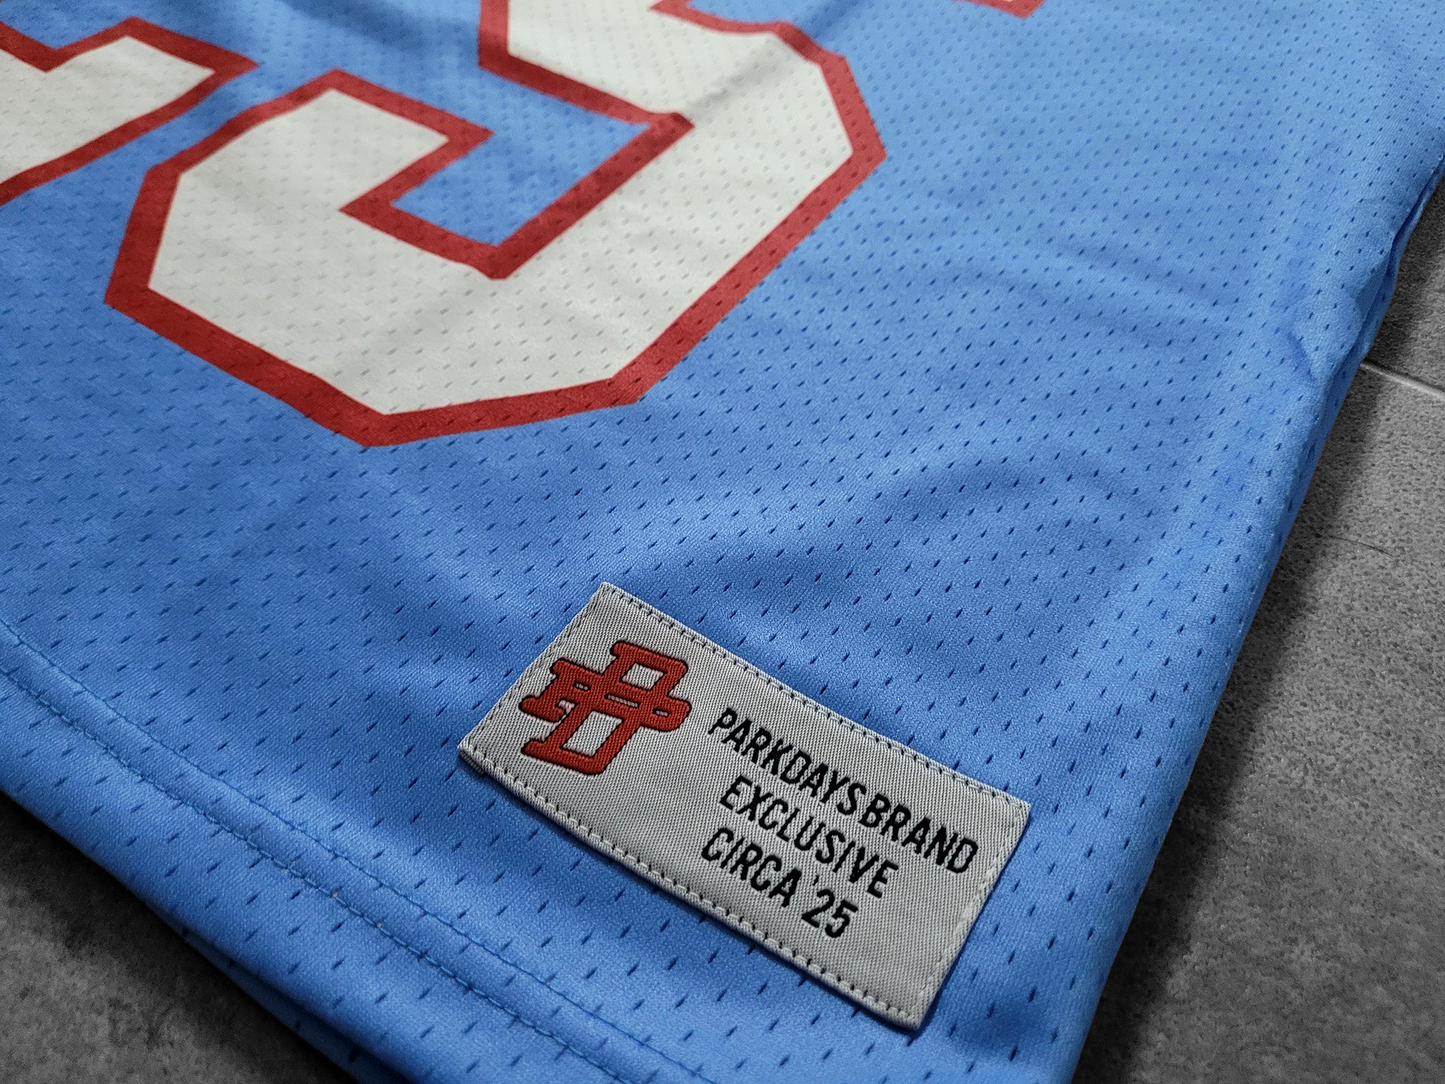 PARKDAYS BRAND
EXCLUSIVE
CIRCA '25